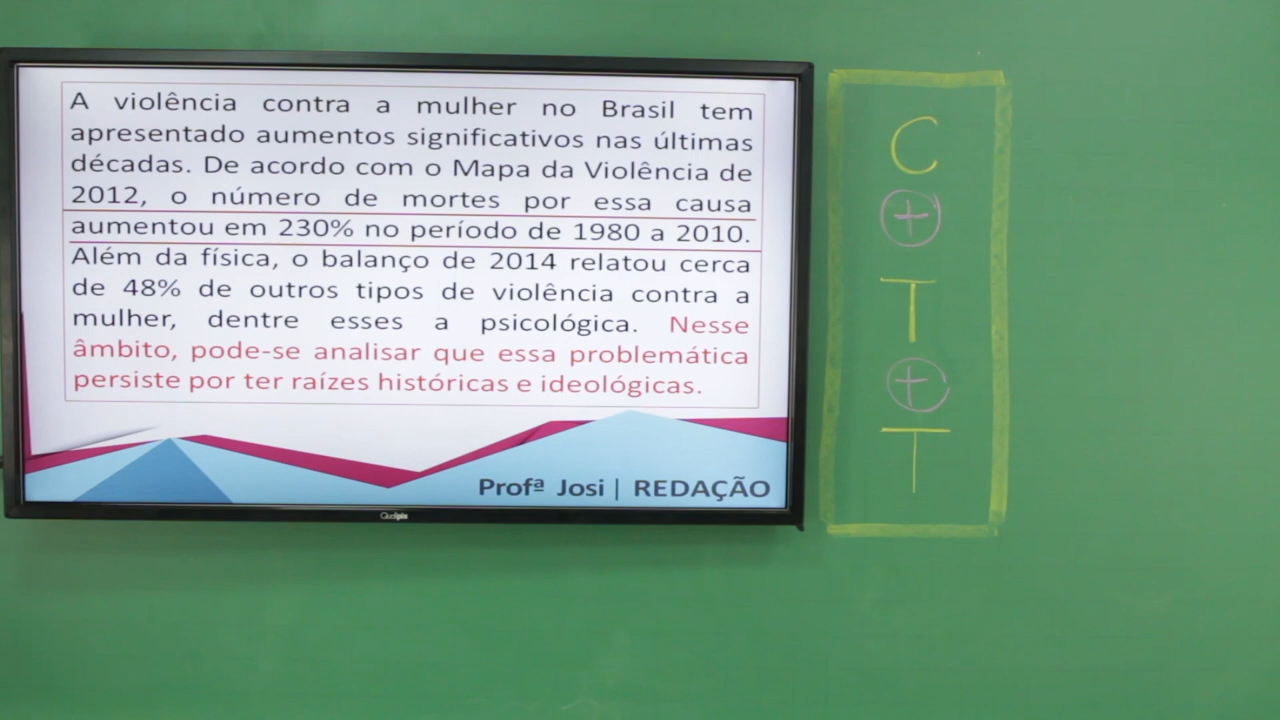 A violência contra a mulher no Brasil tem
apresentado aumentos significativos nas últimas
décadas. De acordo com o Mapa da Violência de
2012, o número de mortes por essa causa
aumentou em 230% no período de 1980 a 2010.
Além da física, o balanço de 2014 relatou cerca
de 48% de outros tipos de violência contra a
mulher, dentre esses a psicológica. Nesse
âmbito, pode-se analisar que essa problemática
persiste por ter raízes históricas e ideológicas.
Profª Josi | REDAÇÃO
Qualipix
C
+
T
+
T